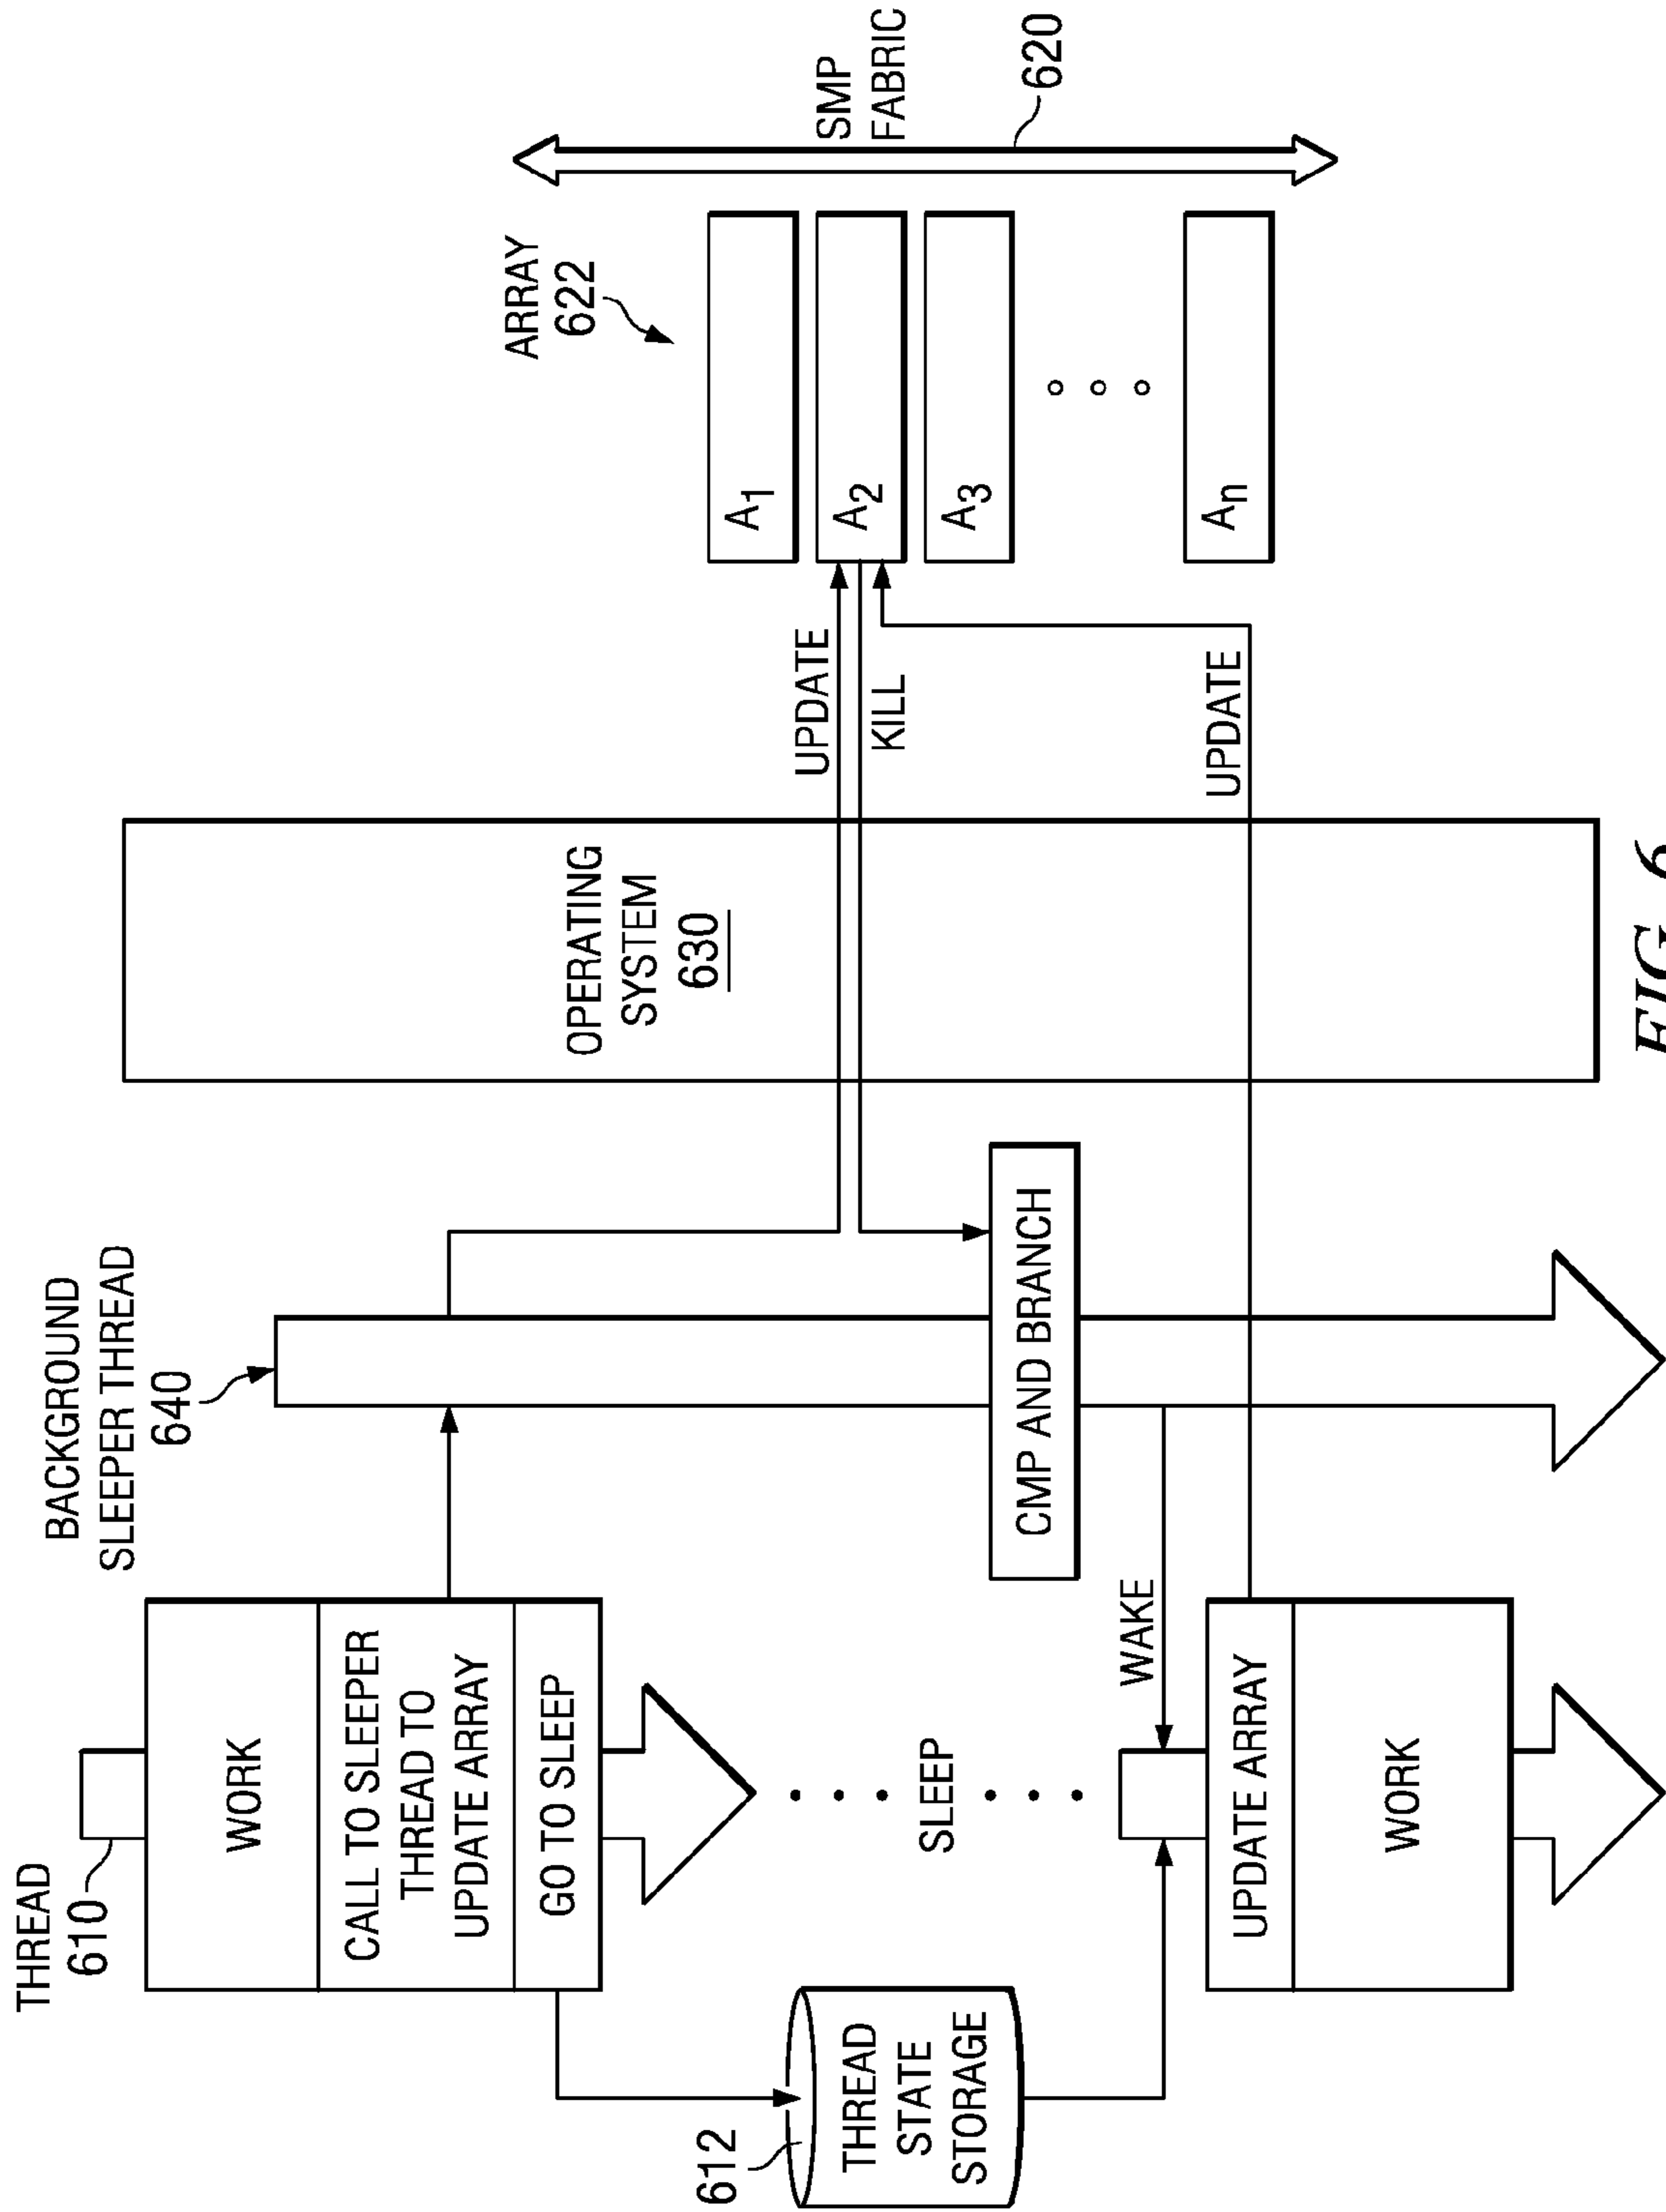 THREAD
610
WORK
CALL TO SLEEPER
THREAD TO
UPDATE ARRAY
GO TO SLEEP
612
THREAD
STATE
STORAGE
SLEEP
WAKE
UPDATE ARRAY
WORK
BACKGROUND
SLEEPER THREAD
640
CMP AND BRANCH
OPERATING
SYSTEM
630
UPDATE
KILL
UPDATE
ARRAY
622
A1
A2
A3
An
SMP
FABRIC
620
FIG. 6